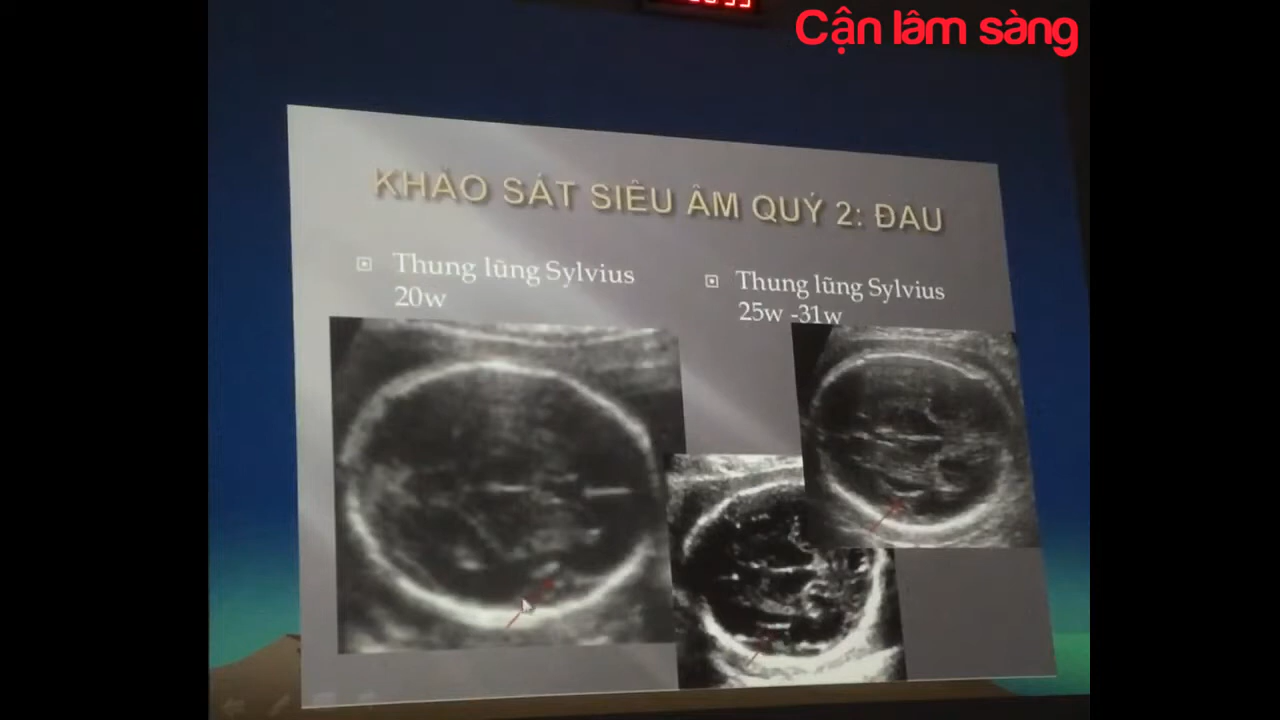 Cận lâm sàng
KHẢO SÁT SIÊU ÂM QUÝ 2: ĐẦU
Thung lũng Sylvius
20w
Thung lũng Sylvius
25w -31w